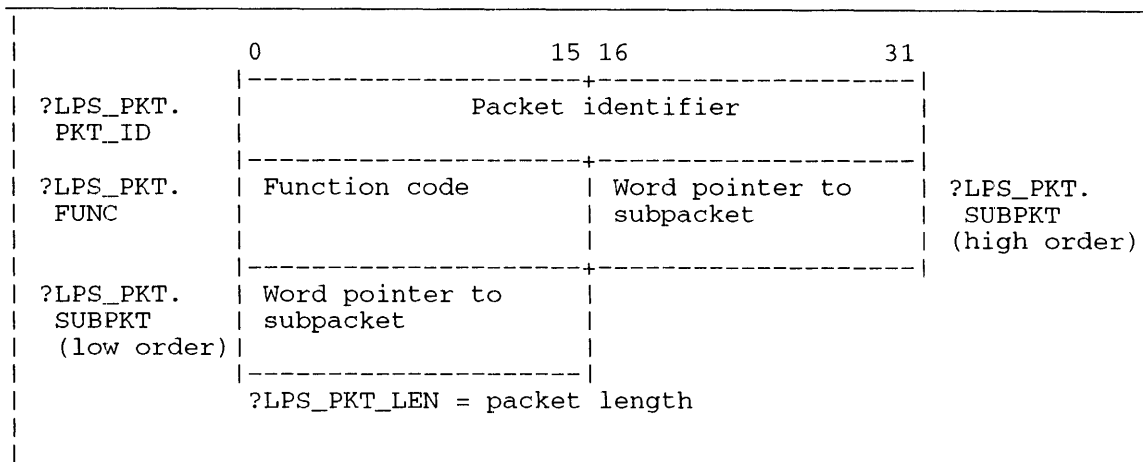 0 15 16 31
?LPS_PKT. Packet identifier
PKT_ID
?LPS_PKT. Function code Word pointer to ?LPS_PKT.
FUNC subpacket SUBPKT
(high order)
?LPS_PKT. Word pointer to
SUBPKT subpacket
(low order)
?LPS_PKT_LEN = packet length